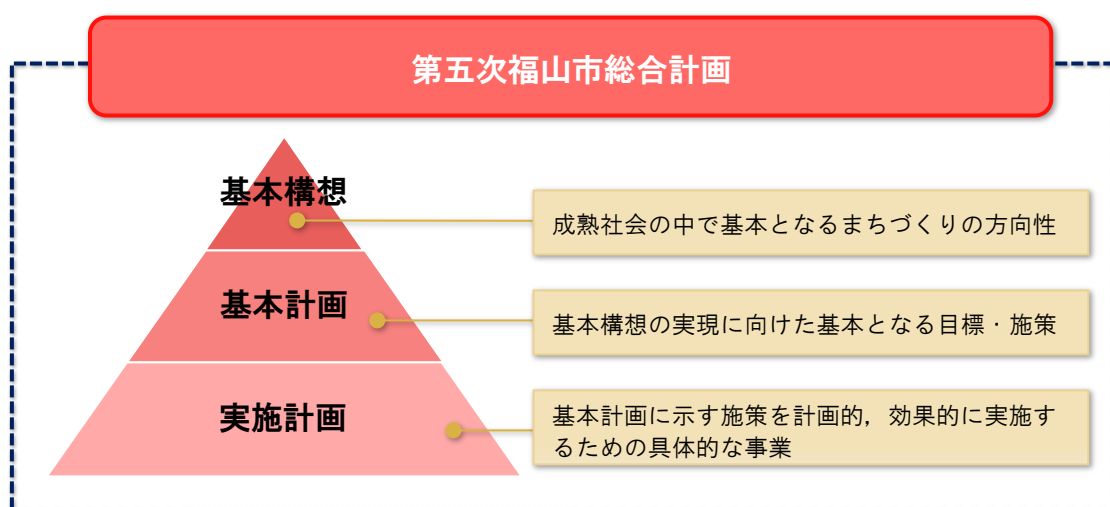 第五次福山市総合計画
基本構想
成熟社会の中で基本となるまちづくりの方向性
基本計画
基本構想の実現に向けた基本となる目標・施策
実施計画
基本計画に示す施策を計画的，効果的に実施す
るための具体的な事業